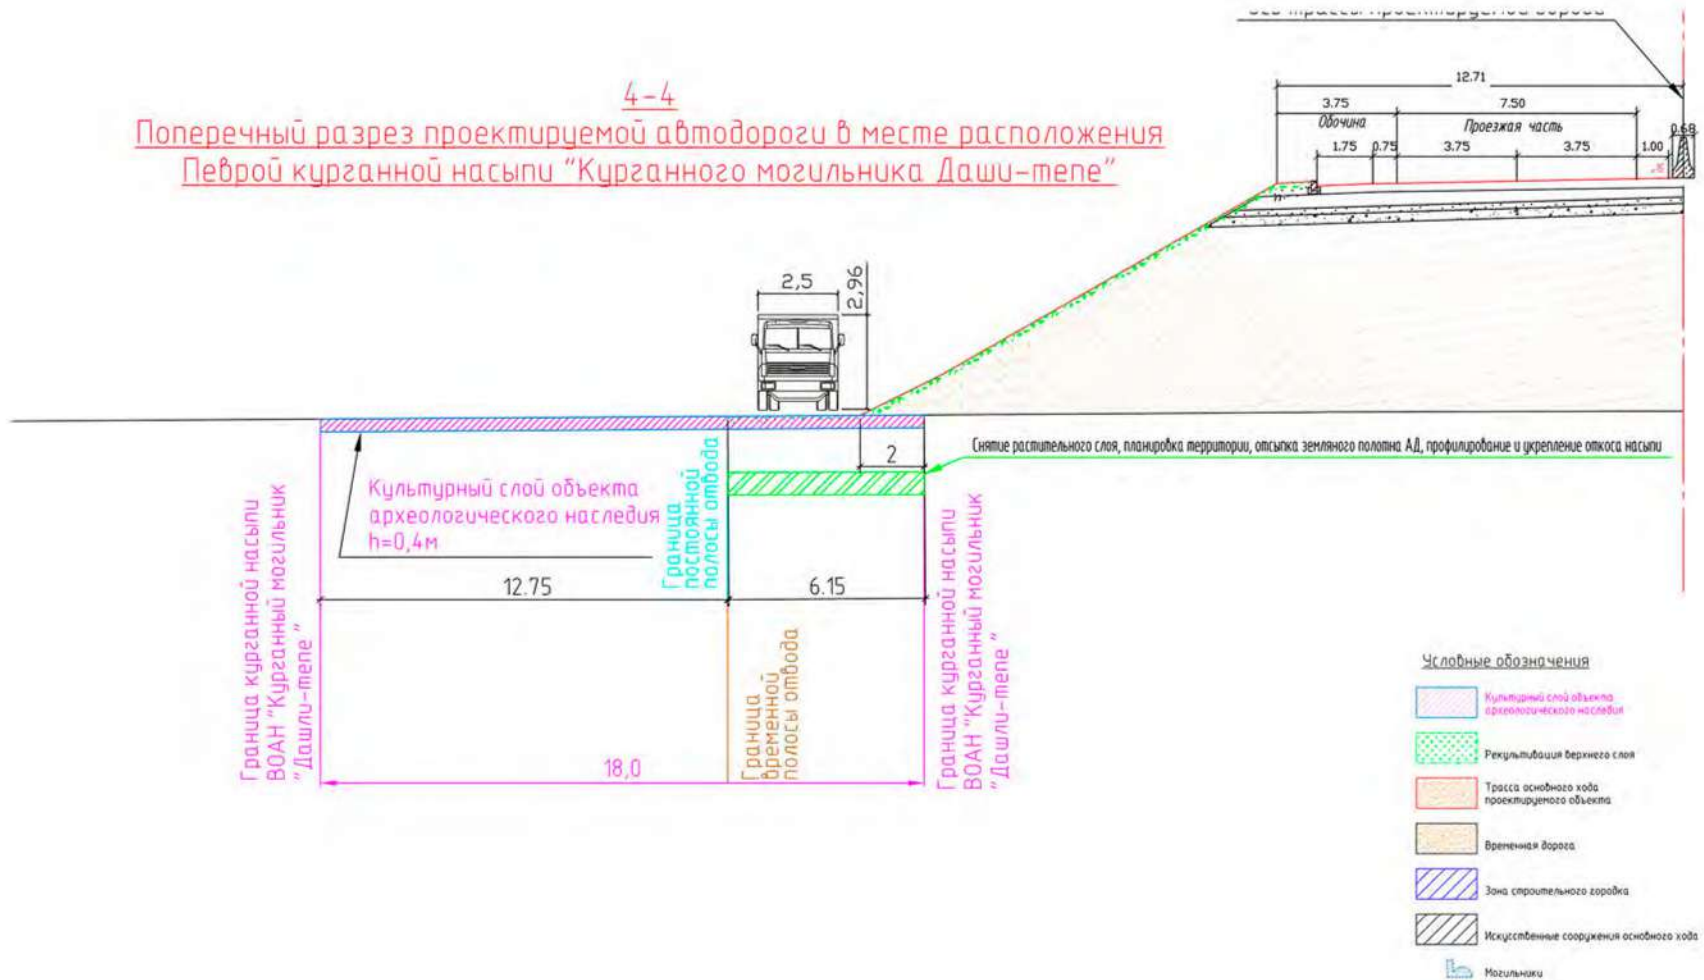 оси трассы проектируемой дороги
4-4
Поперечный разрез проектируемой автодороги в месте расположения
Певрой курганной насыпи "Курганного могильника Даши-тепе"
12.71
3.75
7.50
Обочина
Проезжая часть
0.68
1.75
0.75
3.75
3.75
1.00
2,5
2,96
Снятие растительного слоя, планировка территории, отсыпка земляного полотна АД, профилирование и укрепление откоса насыпи
2
Культурный слой объекта
археологического наследия
h=0,4м
Граница
постоянной
полосы отвода
12.75
6.15
Граница курганной насыпи
ВОАН "Курганный могильник
"Дашли-тепе"
Граница
временной
полосы отвода
Граница курганной насыпи
ВОАН "Курганный могильник
"Дашли-тепе"
18,0
Условные обозначения
Культурный слой объекта
археологического наследия
Рекультивация верхнего слоя
Трасса основного хода
проектируемого объекта
Временная дорога
Зона строительного городка
Искусственные сооружения основного хода
Могильники